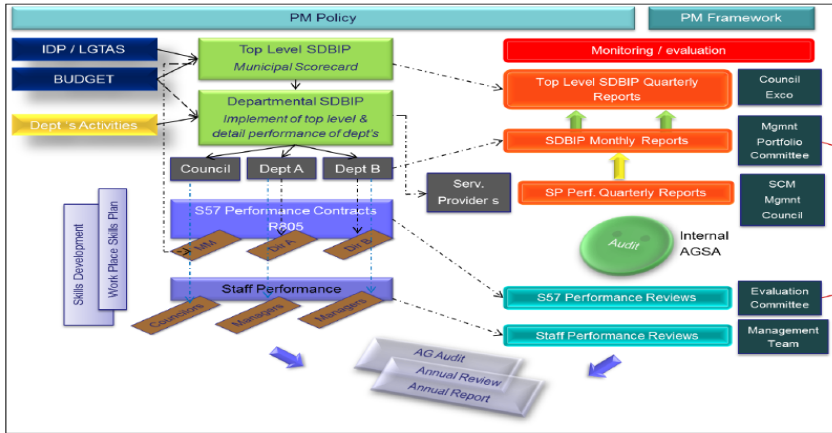 PM Policy
PM Framework
IDP / LGTAS
BUDGET
Dept 's Activities
Top Level SDBIP
Municipal Scorecard
Departmental SDBIP
Implement of top level &
detail performance of dept's
Council
Dept A
Dept B
Serv.
Provider s
S57 Performance Contracts
R805
MM
Dir A
Dir B
Staff Performance
Councilors
Managers
Managers
Skills Development
Work Place Skills Plan
Monitoring / evaluation
Top Level SDBIP Quarterly
Reports
Council
Exco
SDBIP Monthly Reports
Mgmnt
Portfolio
Committee
SP Perf. Quarterly Reports
SCM
Mgmnt
Council
Audit
Internal
AGSA
S57 Performance Reviews
Evaluation
Committee
Staff Performance Reviews
Management
Team
AG Audit
Annual Review
Annual Report